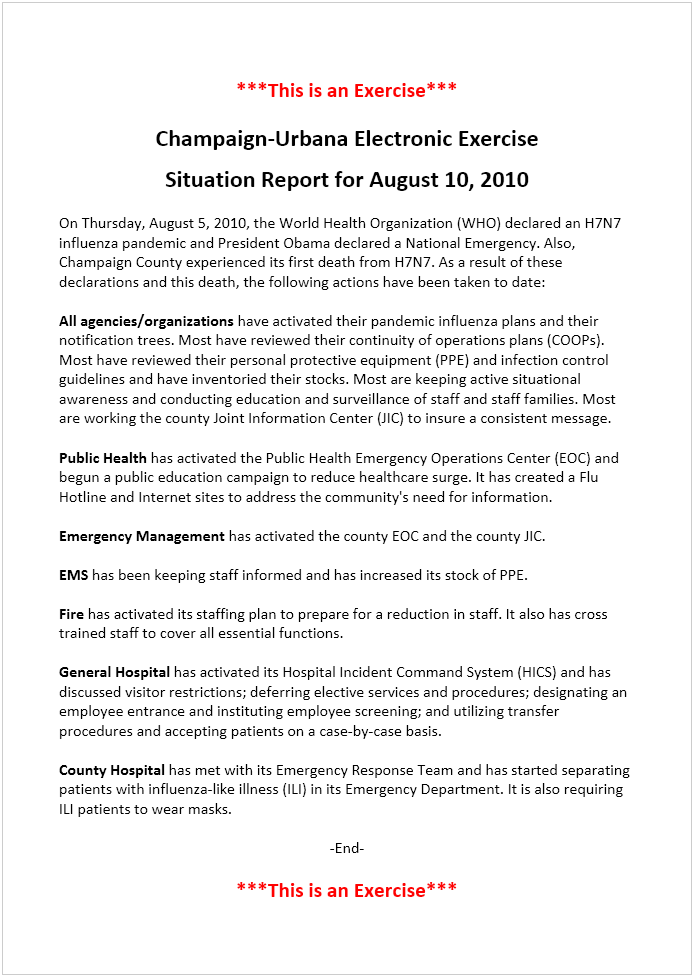 ***This is an Exercise***
Champaign-Urbana Electronic Exercise
Situation Report for August 10, 2010
On Thursday, August 5, 2010, the World Health Organization (WHO) declared an H7N7
influenza pandemic and President Obama declared a National Emergency. Also,
Champaign County experienced its first death from H7N7. As a result of these
declarations and this death, the following actions have been taken to date:
All agencies/organizations have activated their pandemic influenza plans and their
notification trees. Most have reviewed their continuity of operations plans (COOPs).
Most have reviewed their personal protective equipment (PPE) and infection control
guidelines and have inventoried their stocks. Most are keeping active situational
awareness and conducting education and surveillance of staff and staff families. Most
are working the county Joint Information Center (JIC) to insure a consistent message.
Public Health has activated the Public Health Emergency Operations Center (EOC) and
begun a public education campaign to reduce healthcare surge. It has created a Flu
Hotline and Internet sites to address the community's need for information.
Emergency Management has activated the county EOC and the county JIC.
EMS has been keeping staff informed and has increased its stock of PPE.
Fire has activated its staffing plan to prepare for a reduction in staff. It also has cross
trained staff to cover all essential functions.
General Hospital has activated its Hospital Incident Command System (HICS) and has
discussed visitor restrictions; deferring elective services and procedures; designating an
employee entrance and instituting employee screening; and utilizing transfer
procedures and accepting patients on a case-by-case basis.
County Hospital has met with its Emergency Response Team and has started separating
patients with influenza-like illness (ILI) in its Emergency Department. It is also requiring
ILI patients to wear masks.
-End-
***This is an Exercise***